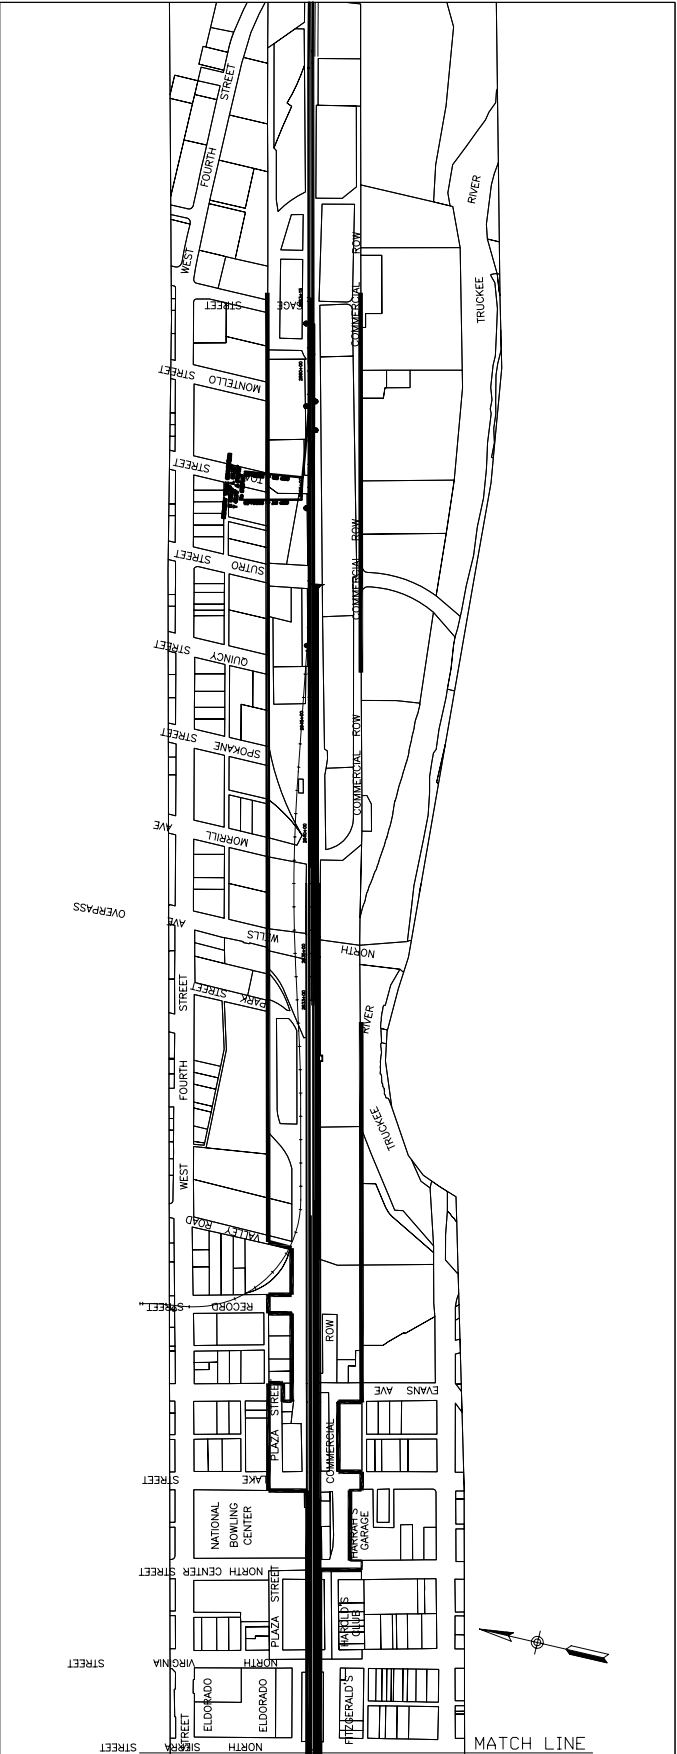 WEST FOURTH STREET
TRUCKEE RIVER
GAGE STREET
COMMERCIAL ROW
MONTELLO STREET
STREET
SUTRO STREET
COMMERCIAL ROW
QUINCY STREET
SPOKANE STREET
COMMERCIAL ROW
MORRILL AVE
OVERPASS
NORTH WELLS AVE
PARK STREET
WEST FOURTH STREET
TRUCKEE RIVER
VALLEY ROAD
RECORD STREET
COMMERCIAL ROW
EVANS AVE
PLAZA STREET
LAKE STREET
NATIONAL
BOWLING
CENTER
HARRAH'S
GARAGE
NORTH CENTER STREET
PLAZA STREET
HAROLD'S
CLUB
NORTH VIRGINIA STREET
ELDORADO
ELDORADO
FITZGERALD'S
STREET
NORTH SIERRA STREET
MATCH LINE